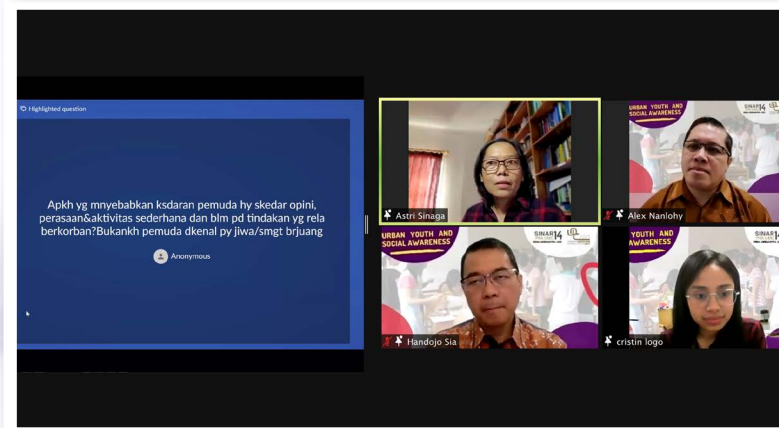 Highlighted question
Apkh yg mnyebabkan ksdaran pemuda hy skedar opini,
perasaan&aktivitas sederhana dan blm pd tindakan yg rela
berkorban?Bukankh pemuda dkenal py jiwa/smgt brjuang
Anonymous
Astri Sinaga
URBAN YOUTH AND
SOCIAL AWARENESS
SINAR14
Alex Nanlohy
URBAN YOUTH AND
SOCIAL AWARENESS
SINAR14
Handojo Sia
YOUTH AND
AWARENESS
SINAR14
cristin logo